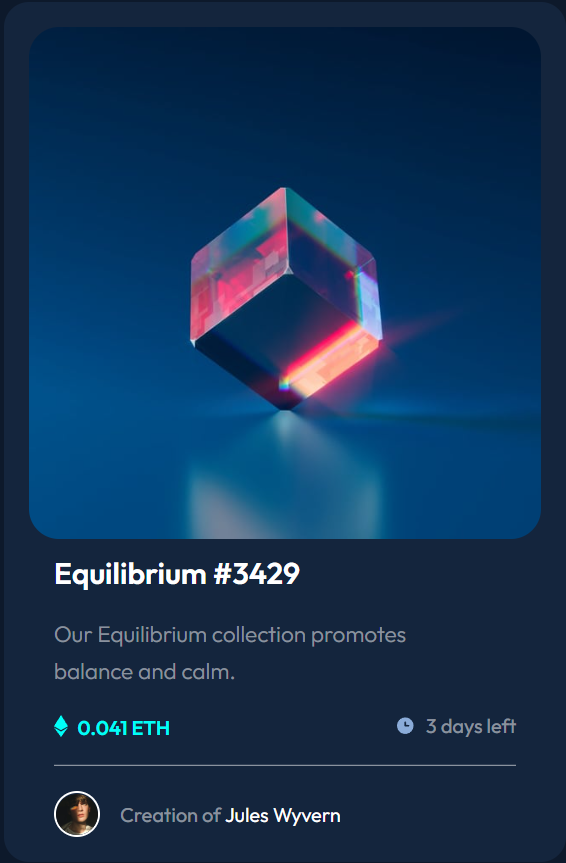 Equilibrium #3429
Our Equilibrium collection promotes
balance and calm.
0.041 ETH
3 days left
Creation of Jules Wyvern